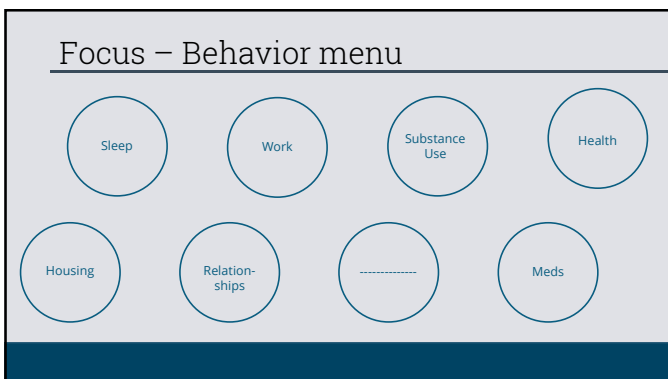 Focus – Behavior menu
Sleep
Work
Substance
Use
Health
Housing
Relation-
ships
--------------
Meds